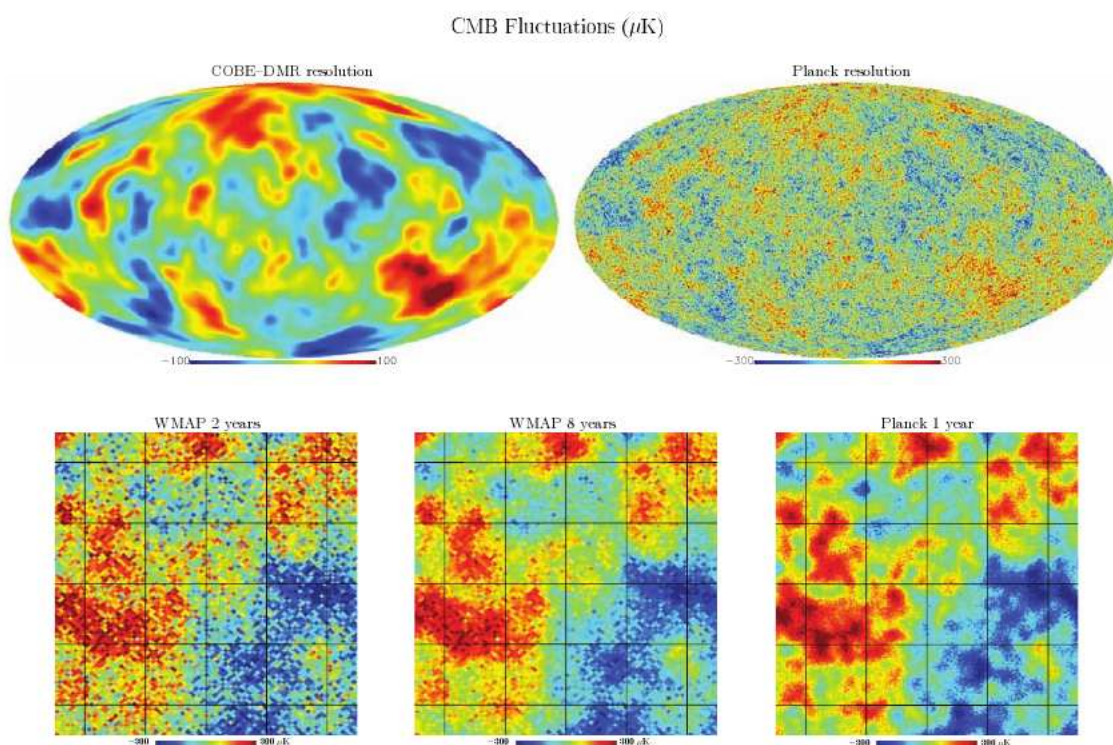 CMB Fluctuations (μK)
COBE–DMR resolution
Planck resolution
−100 100
−300 300
WMAP 2 years
WMAP 8 years
Planck 1 year
−300 300 μK
−300 300 μK
−300 300 μK